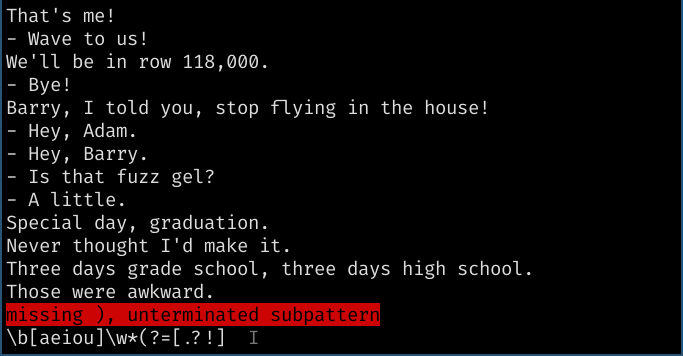 That's me!
- Wave to us!
We'll be in row 118,000.
- Bye!
Barry, I told you, stop flying in the house!
- Hey, Adam.
- Hey, Barry.
- Is that fuzz gel?
- A little.
Special day, graduation.
Never thought I'd make it.
Three days grade school, three days high school.
Those were awkward.
missing ), unterminated subpattern
\b[aeiou]\w*(?=[.?!]